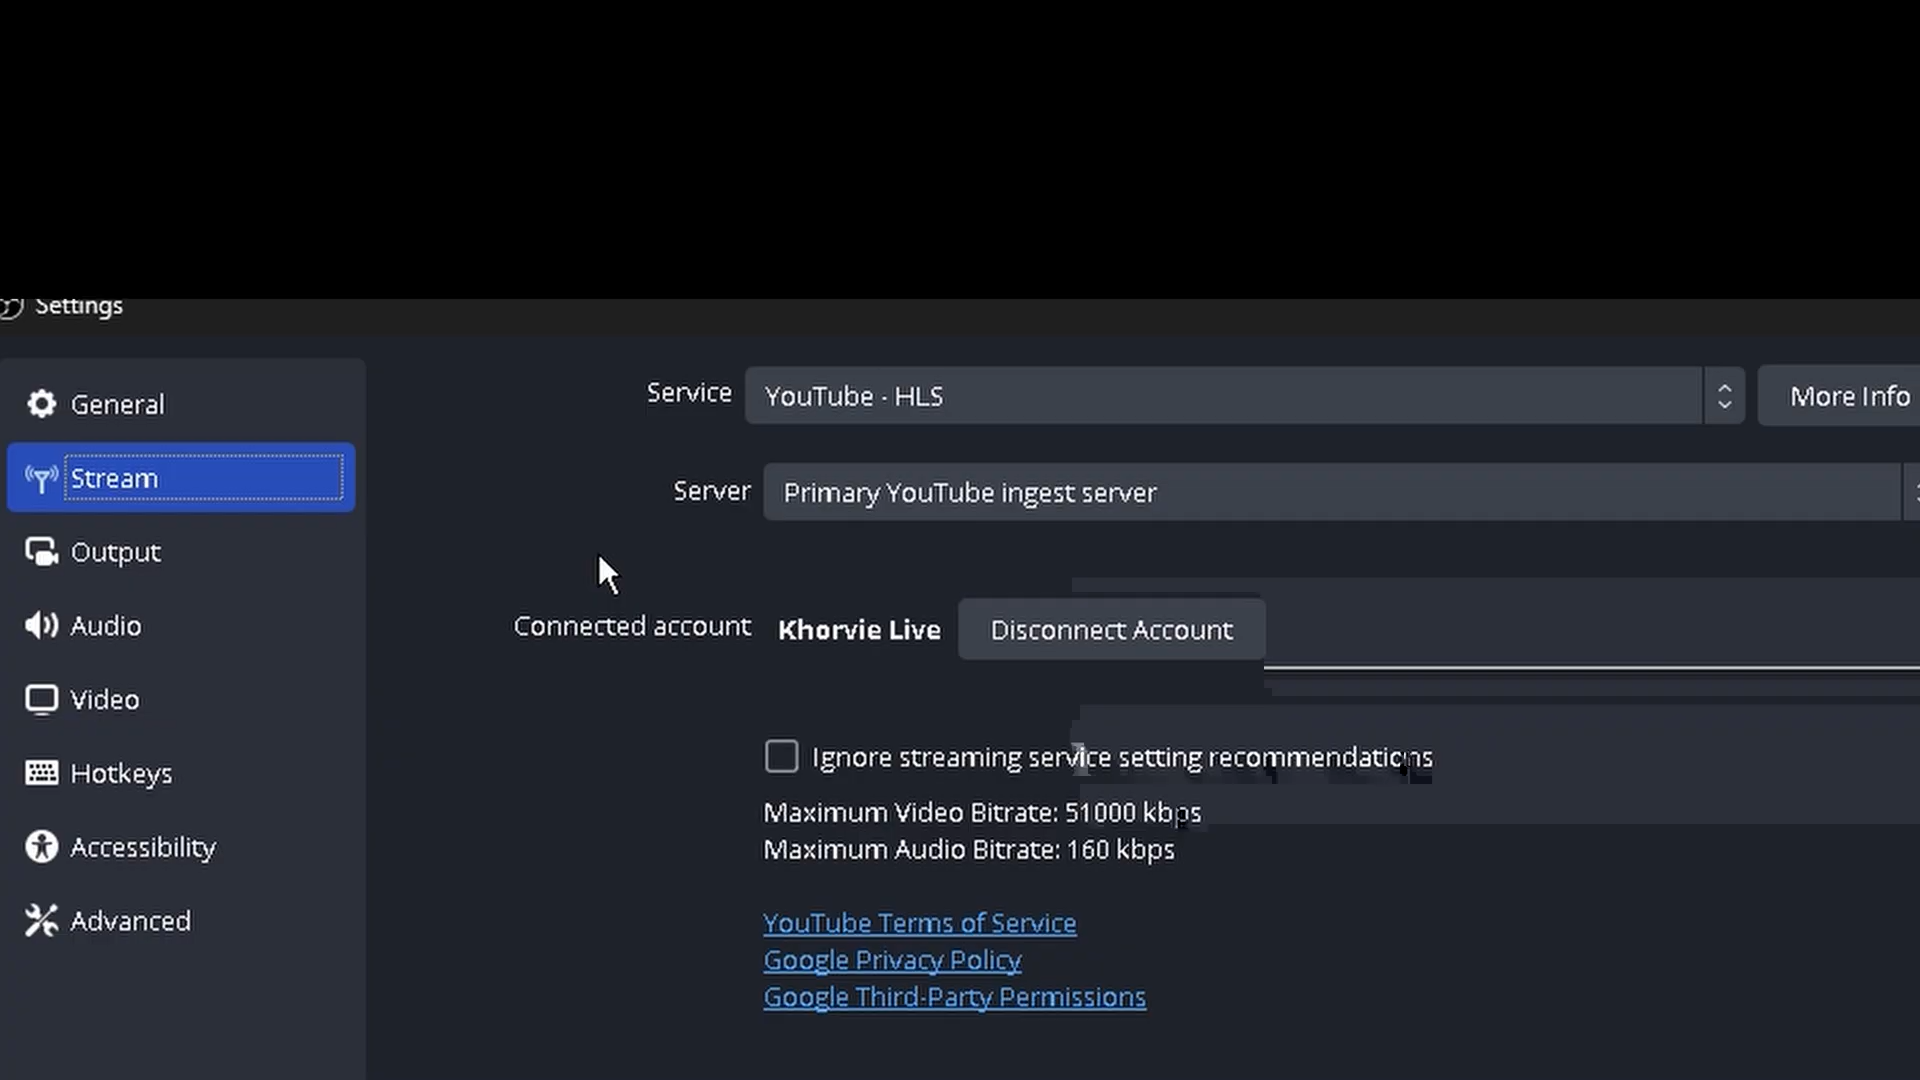 Settings
General
Stream
Output
Audio
Video
Hotkeys
Accessibility
Advanced
Service YouTube - HLS More Info
Server Primary YouTube ingest server
Connected account Khorvie Live Disconnect Account
Ignore streaming service setting recommendations
Maximum Video Bitrate: 51000 kbps
Maximum Audio Bitrate: 160 kbps
YouTube Terms of Service
Google Privacy Policy
Google Third-Party Permissions